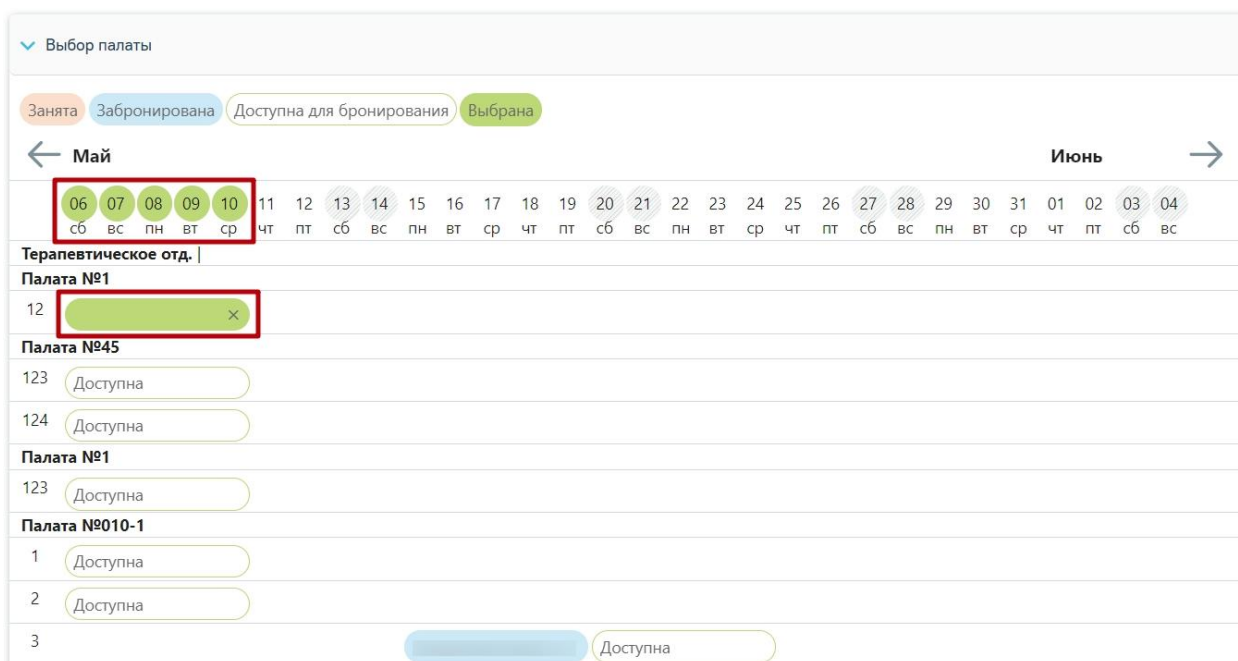 Выбор палаты
Занята Забронирована Доступна для бронирования Выбрана
Май Июнь
06 07 08 09 10 11 12 13 14 15 16 17 18 19 20 21 22 23 24 25 26 27 28 29 30 31 01 02 03 04
сб вс пн вт ср чт пт сб вс пн вт ср чт пт сб вс пн вт ср чт пт сб вс пн вт ср чт пт сб вс
Терапевтическое отд.
Палата №1
12
Палата №45
123 Доступна
124 Доступна
Палата №1
123 Доступна
Палата №010-1
1 Доступна
2 Доступна
3 Доступна